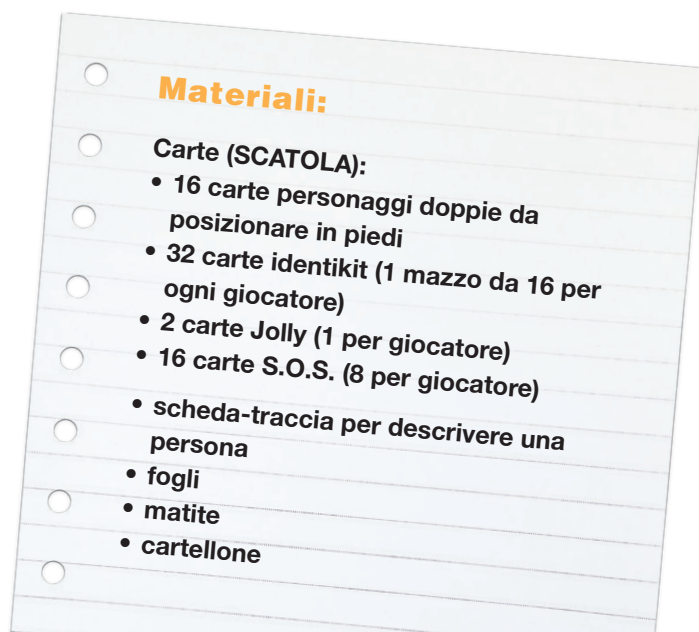 Materiali:
Carte (SCATOLA):
• 16 carte personaggi doppie da
posizionare in piedi
• 32 carte identikit (1 mazzo da 16 per
ogni giocatore)
• 2 carte Jolly (1 per giocatore)
• 16 carte S.O.S. (8 per giocatore)
• scheda-traccia per descrivere una
persona
• fogli
• matite
• cartellone